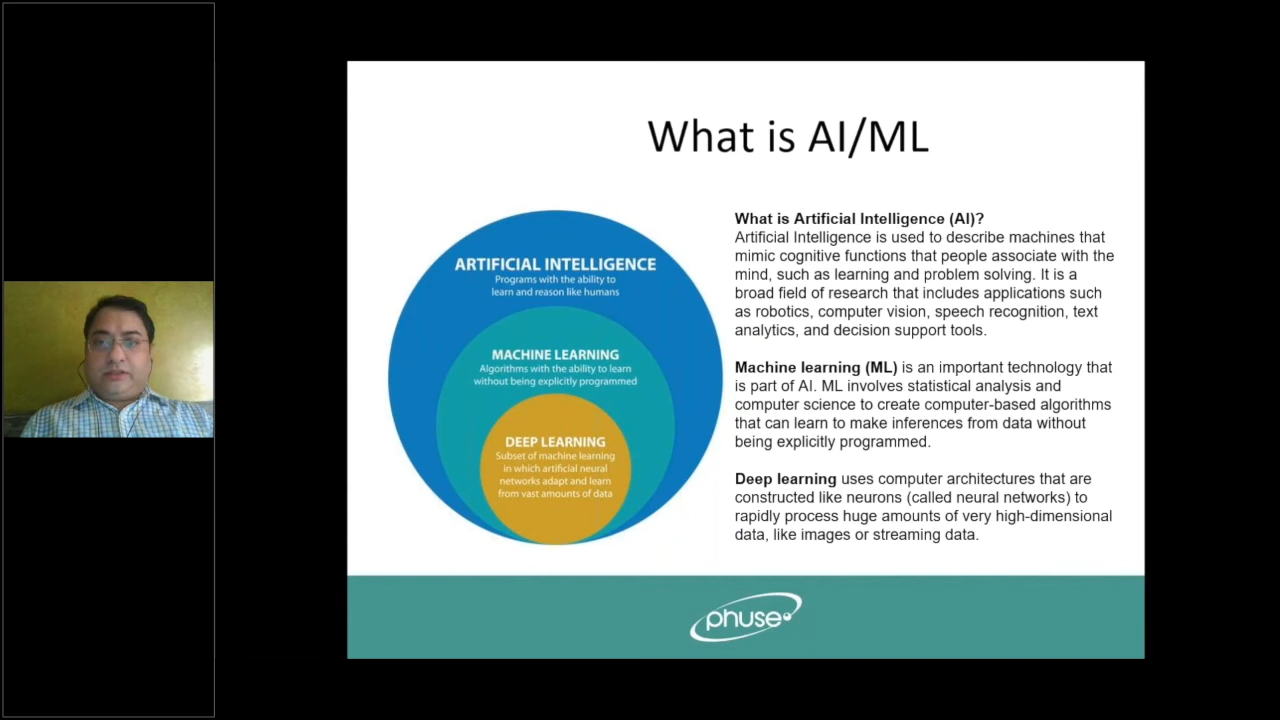 What is AI/ML
ARTIFICIAL INTELLIGENCE
Programs with the ability to
learn and reason like humans
MACHINE LEARNING
Algorithms with the ability to learn
without being explicitly programmed
DEEP LEARNING
Subset of machine learning
in which artificial neural
networks adapt and learn
from vast amounts of data
What is Artificial Intelligence (AI)?
Artificial Intelligence is used to describe machines that
mimic cognitive functions that people associate with the
mind, such as learning and problem solving. It is a
broad field of research that includes applications such
as robotics, computer vision, speech recognition, text
analytics, and decision support tools.
Machine learning (ML) is an important technology that
is part of AI. ML involves statistical analysis and
computer science to create computer-based algorithms
that can learn to make inferences from data without
being explicitly programmed.
Deep learning uses computer architectures that are
constructed like neurons (called neural networks) to
rapidly process huge amounts of very high-dimensional
data, like images or streaming data.
phuse